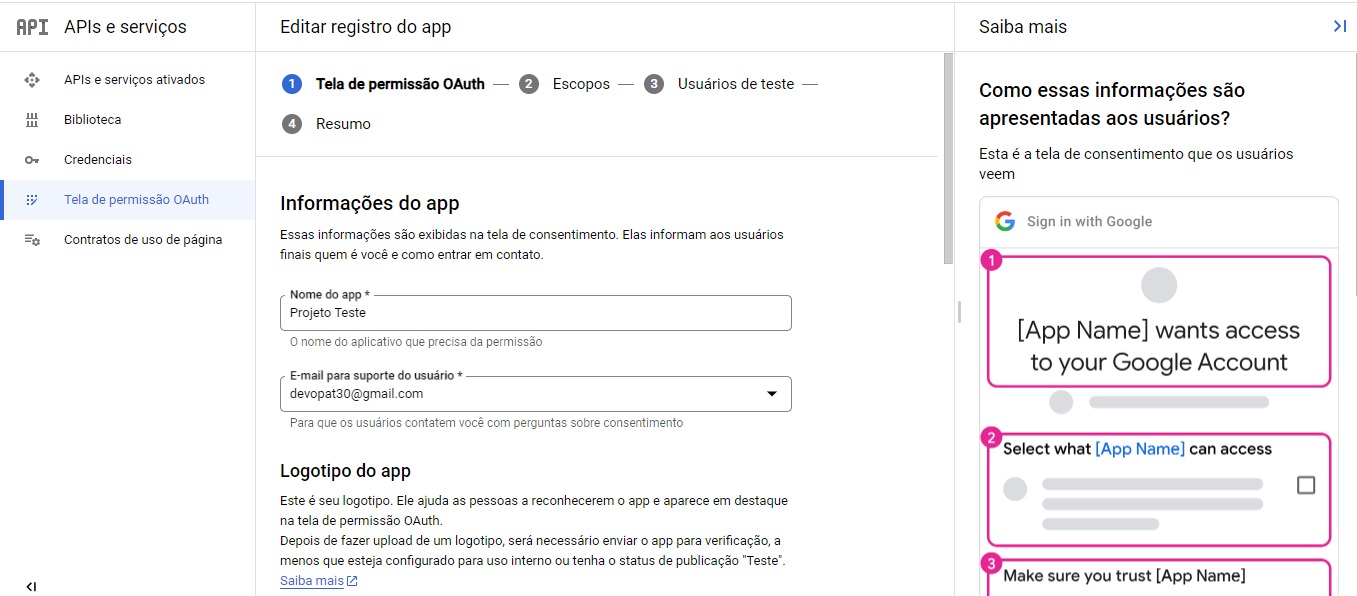 API APIs e serviços
APIs e serviços ativados
Biblioteca
Credenciais
Tela de permissão OAuth
Contratos de uso de página
Editar registro do app
1 Tela de permissão OAuth — 2 Escopos — 3 Usuários de teste —
4 Resumo
Informações do app
Essas informações são exibidas na tela de consentimento. Elas informam aos usuários
finais quem é você e como entrar em contato.
Nome do app *
Projeto Teste
O nome do aplicativo que precisa da permissão
E-mail para suporte do usuário *
devopat30@gmail.com
Para que os usuários contatem você com perguntas sobre consentimento
Logotipo do app
Este é seu logotipo. Ele ajuda as pessoas a reconhecerem o app e aparece em destaque
na tela de permissão OAuth.
Depois de fazer upload de um logotipo, será necessário enviar o app para verificação, a
menos que esteja configurado para uso interno ou tenha o status de publicação "Teste".
Saiba mais
Saiba mais
Como essas informações são
apresentadas aos usuários?
Esta é a tela de consentimento que os usuários
veem
Sign in with Google
1
[App Name] wants access
to your Google Account
2
Select what [App Name] can access
3
Make sure you trust [App Name]